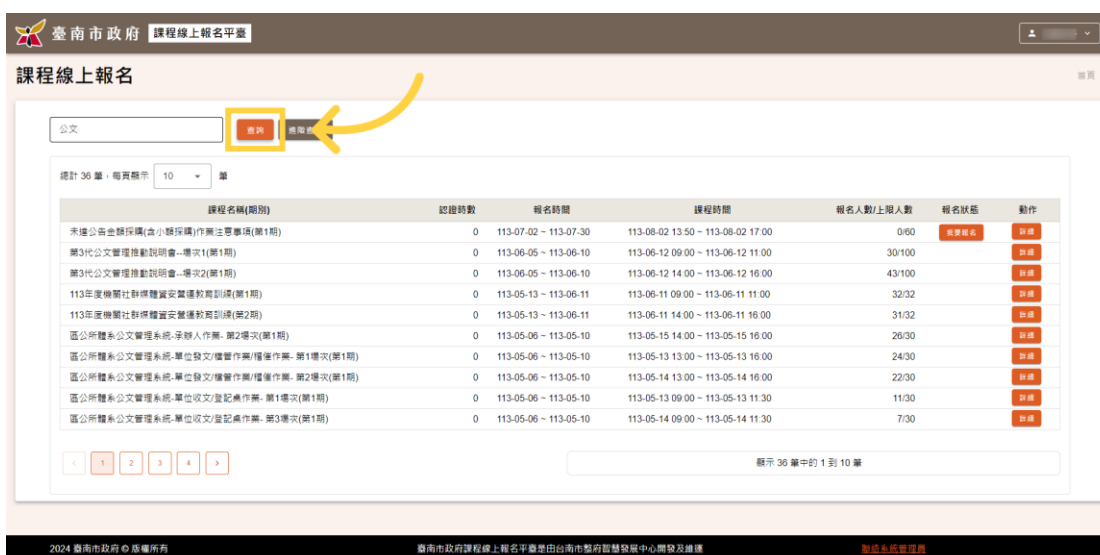 臺南市政府 課程線上報名平臺
課程線上報名
首頁
公文 查詢 進階
總計 36 筆，每頁顯示 10 筆
課程名稱(期別) 認證時數 報名時間 課程時間 報名人數/上限人數 報名狀態 動作
未達公告金額採購(含小額採購)作業注意事項(第1期) 0 113-07-02 ~ 113-07-30 113-08-02 13:50 ~ 113-08-02 17:00 0/60 我要報名 詳細
第3代公文管理推動說明會--場次1(第1期) 0 113-06-05 ~ 113-06-10 113-06-12 09:00 ~ 113-06-12 11:00 30/100 詳細
第3代公文管理推動說明會--場次2(第1期) 0 113-06-05 ~ 113-06-10 113-06-12 14:00 ~ 113-06-12 16:00 43/100 詳細
113年度機關社群媒體資安暨運教育訓練(第1期) 0 113-05-13 ~ 113-06-11 113-06-11 09:00 ~ 113-06-11 11:00 32/32 詳細
113年度機關社群媒體資安暨運教育訓練(第2期) 0 113-05-13 ~ 113-06-11 113-06-11 14:00 ~ 113-06-11 16:00 31/32 詳細
區公所體系公文管理系統-承辦人作業- 第2場次(第1期) 0 113-05-06 ~ 113-05-10 113-05-15 14:00 ~ 113-05-15 16:00 26/30 詳細
區公所體系公文管理系統-單位發文/檔管作業/稽催作業- 第1場次(第1期) 0 113-05-06 ~ 113-05-10 113-05-13 13:00 ~ 113-05-13 16:00 24/30 詳細
區公所體系公文管理系統-單位發文/檔管作業/稽催作業- 第2場次(第1期) 0 113-05-06 ~ 113-05-10 113-05-14 13:00 ~ 113-05-14 16:00 22/30 詳細
區公所體系公文管理系統-單位收文/登記桌作業- 第1場次(第1期) 0 113-05-06 ~ 113-05-10 113-05-13 09:00 ~ 113-05-13 11:30 11/30 詳細
區公所體系公文管理系統-單位收文/登記桌作業- 第3場次(第1期) 0 113-05-06 ~ 113-05-10 113-05-14 09:00 ~ 113-05-14 11:30 7/30 詳細
< 1 2 3 4 > 顯示 36 筆中的 1 到 10 筆
2024 臺南市政府 © 版權所有 臺南市政府課程線上報名平臺是由台南市政府智慧發展中心開發及維護 聯絡系統管理員